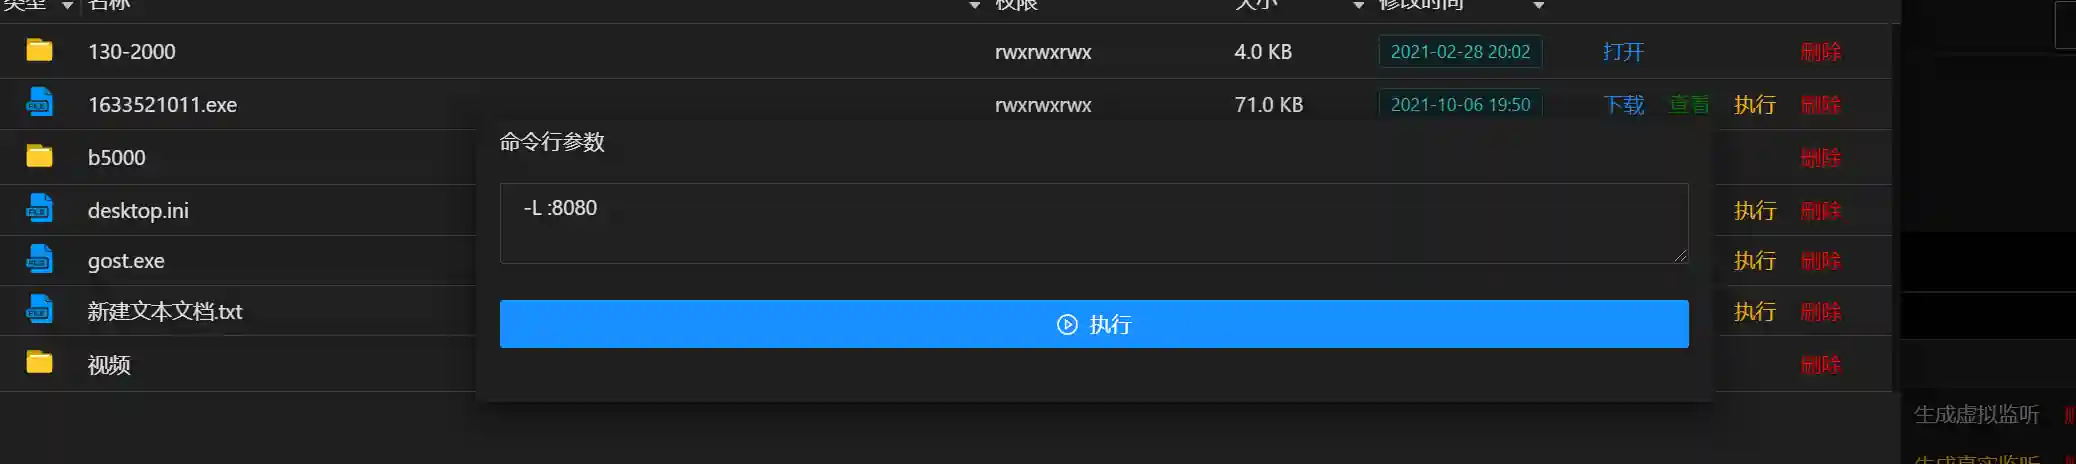 类型 名称 权限 大小 修改时间
130-2000 rwxrwxrwx 4.0 KB 2021-02-28 20:02 打开 删除
1633521011.exe rwxrwxrwx 71.0 KB 2021-10-06 19:50 下载 查看 执行 删除
命令行参数
b5000 删除
-L :8080
desktop.ini 执行 删除
gost.exe 执行 删除
新建文本文档.txt 执行 删除
执行
视频 删除
生成虚拟监听
生成真实监听